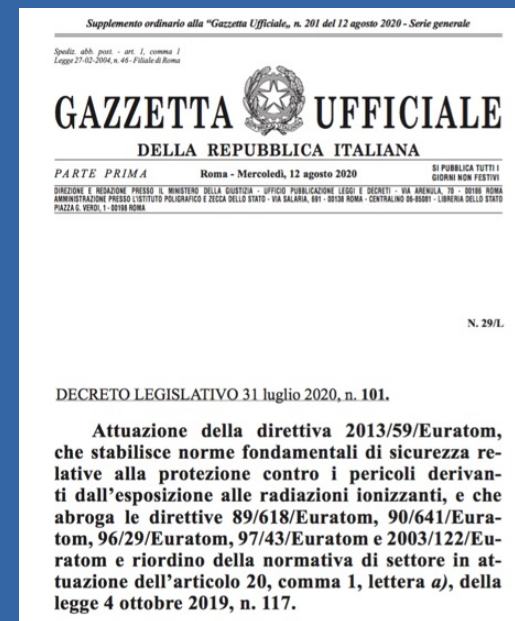 Supplemento ordinario alla “Gazzetta Ufficiale„ n. 201 del 12 agosto 2020 - Serie generale
Spediz. abb. post. - art. 1, comma 1
Legge 27-02-2004, n. 46 - Filiale di Roma
GAZZETTA UFFICIALE
DELLA REPUBBLICA ITALIANA
PARTE PRIMA Roma - Mercoledì, 12 agosto 2020 SI PUBBLICA TUTTI I
GIORNI NON FESTIVI
DIREZIONE E REDAZIONE PRESSO IL MINISTERO DELLA GIUSTIZIA - UFFICIO PUBBLICAZIONE LEGGI E DECRETI - VIA ARENULA, 70 - 00186 ROMA
AMMINISTRAZIONE PRESSO L'ISTITUTO POLIGRAFICO E ZECCA DELLO STATO - VIA SALARIA, 691 - 00138 ROMA - CENTRALINO 06-85081 - LIBRERIA DELLO STATO
PIAZZA G. VERDI, 1 - 00198 ROMA
N. 29/L
DECRETO LEGISLATIVO 31 luglio 2020, n. 101.
Attuazione della direttiva 2013/59/Euratom,
che stabilisce norme fondamentali di sicurezza re-
lative alla protezione contro i pericoli derivan-
ti dall’esposizione alle radiazioni ionizzanti, e che
abroga le direttive 89/618/Euratom, 90/641/Eura-
tom, 96/29/Euratom, 97/43/Euratom e 2003/122/Eu-
ratom e riordino della normativa di settore in at-
tuazione dell’articolo 20, comma 1, lettera a), della
legge 4 ottobre 2019, n. 117.